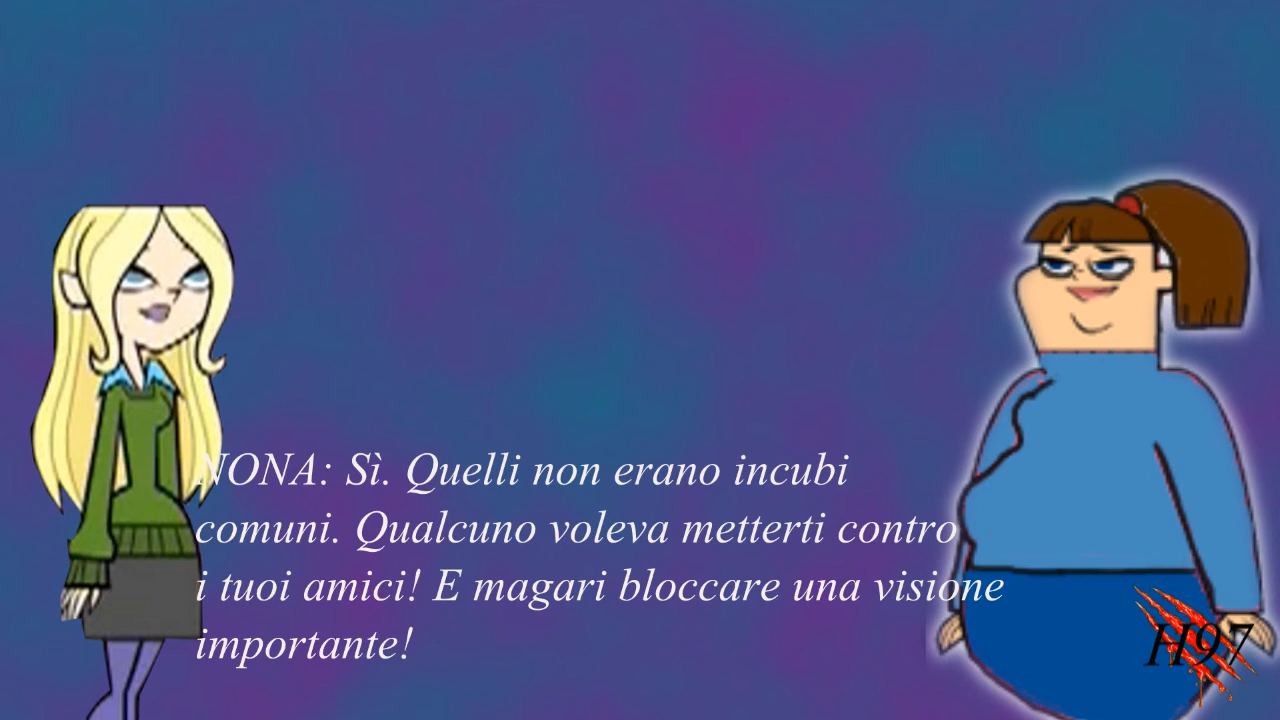 NONA: Sì. Quelli non erano incubi
comuni. Qualcuno voleva metterti contro
i tuoi amici! E magari bloccare una visione
importante!
H97